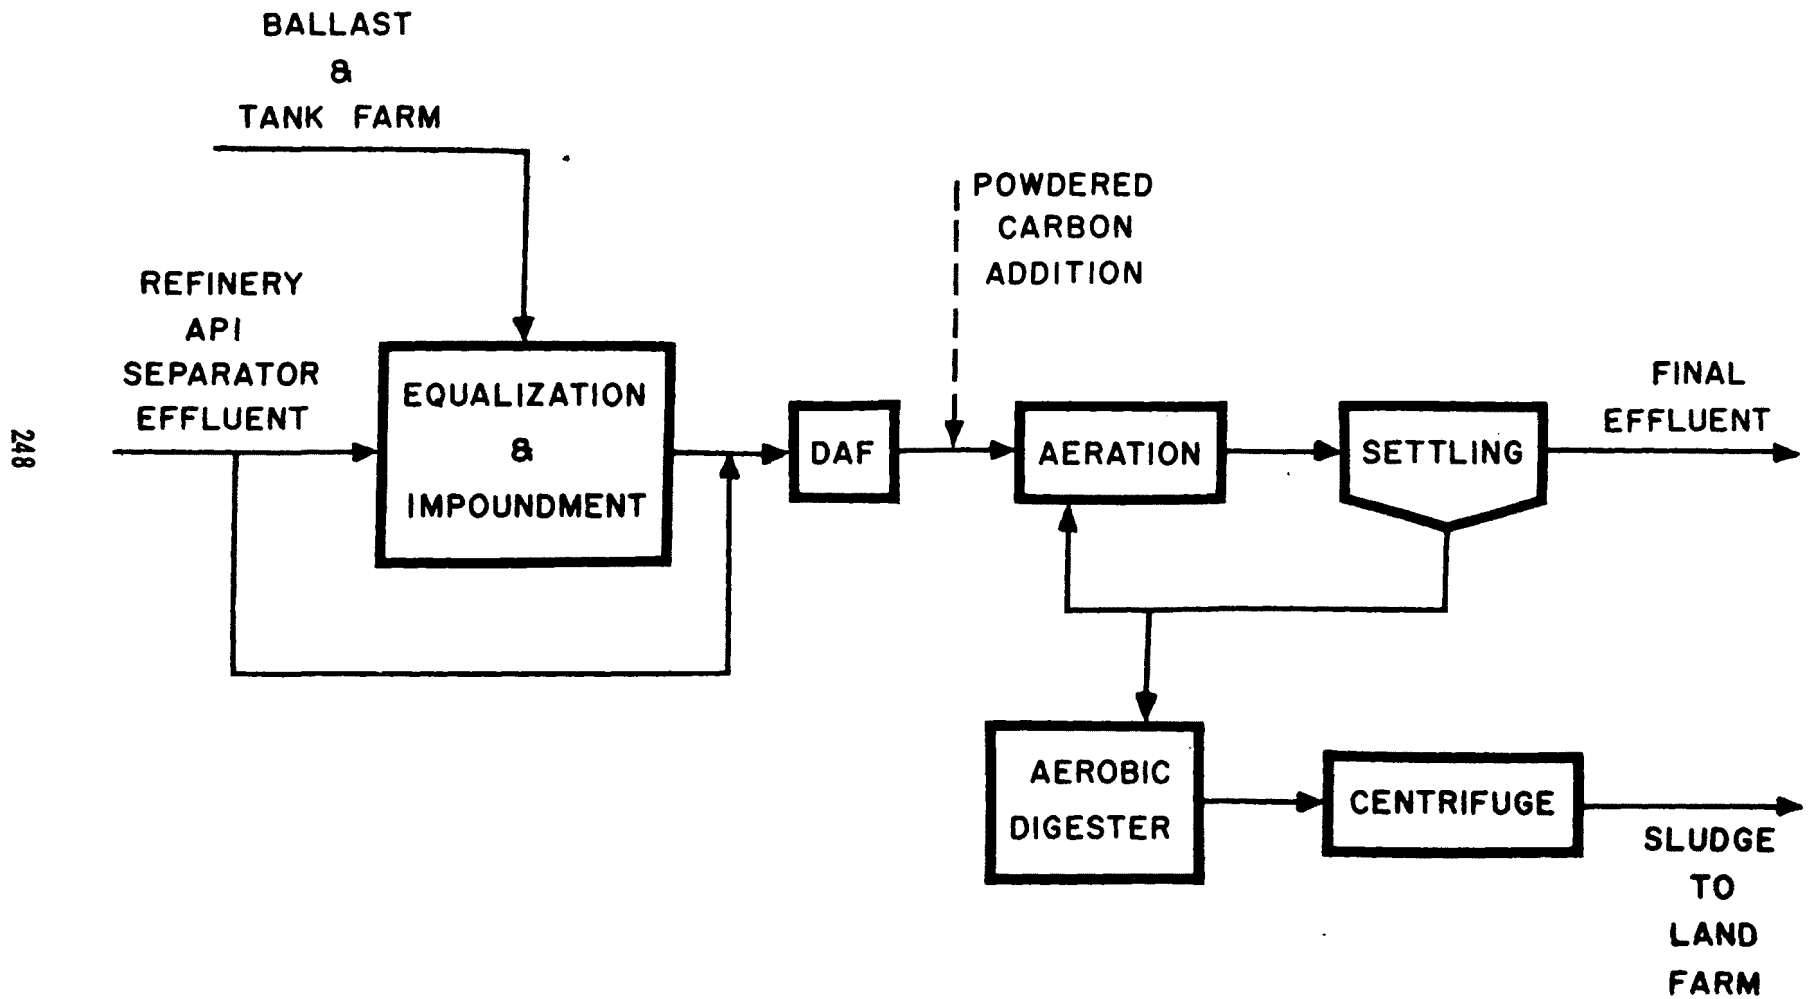 BALLAST
&
TANK FARM
POWDERED
CARBON
ADDITION
REFINERY
API
SEPARATOR
EFFLUENT
EQUALIZATION
&
IMPOUNDMENT
DAF
AERATION
SETTLING
FINAL
EFFLUENT
AEROBIC
DIGESTER
CENTRIFUGE
SLUDGE
TO
LAND
FARM
248